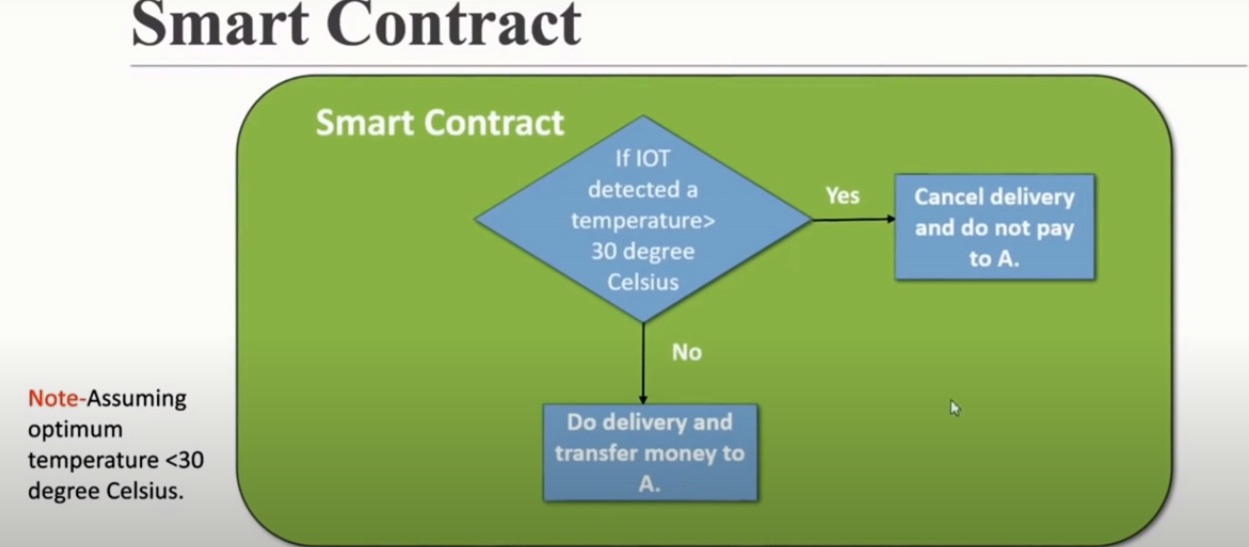 Smart Contract
Smart Contract
If IOT
detected a
temperature>
30 degree
Celsius
Yes
Cancel delivery
and do not pay
to A.
No
Do delivery and
transfer money to
A.
Note-Assuming
optimum
temperature <30
degree Celsius.